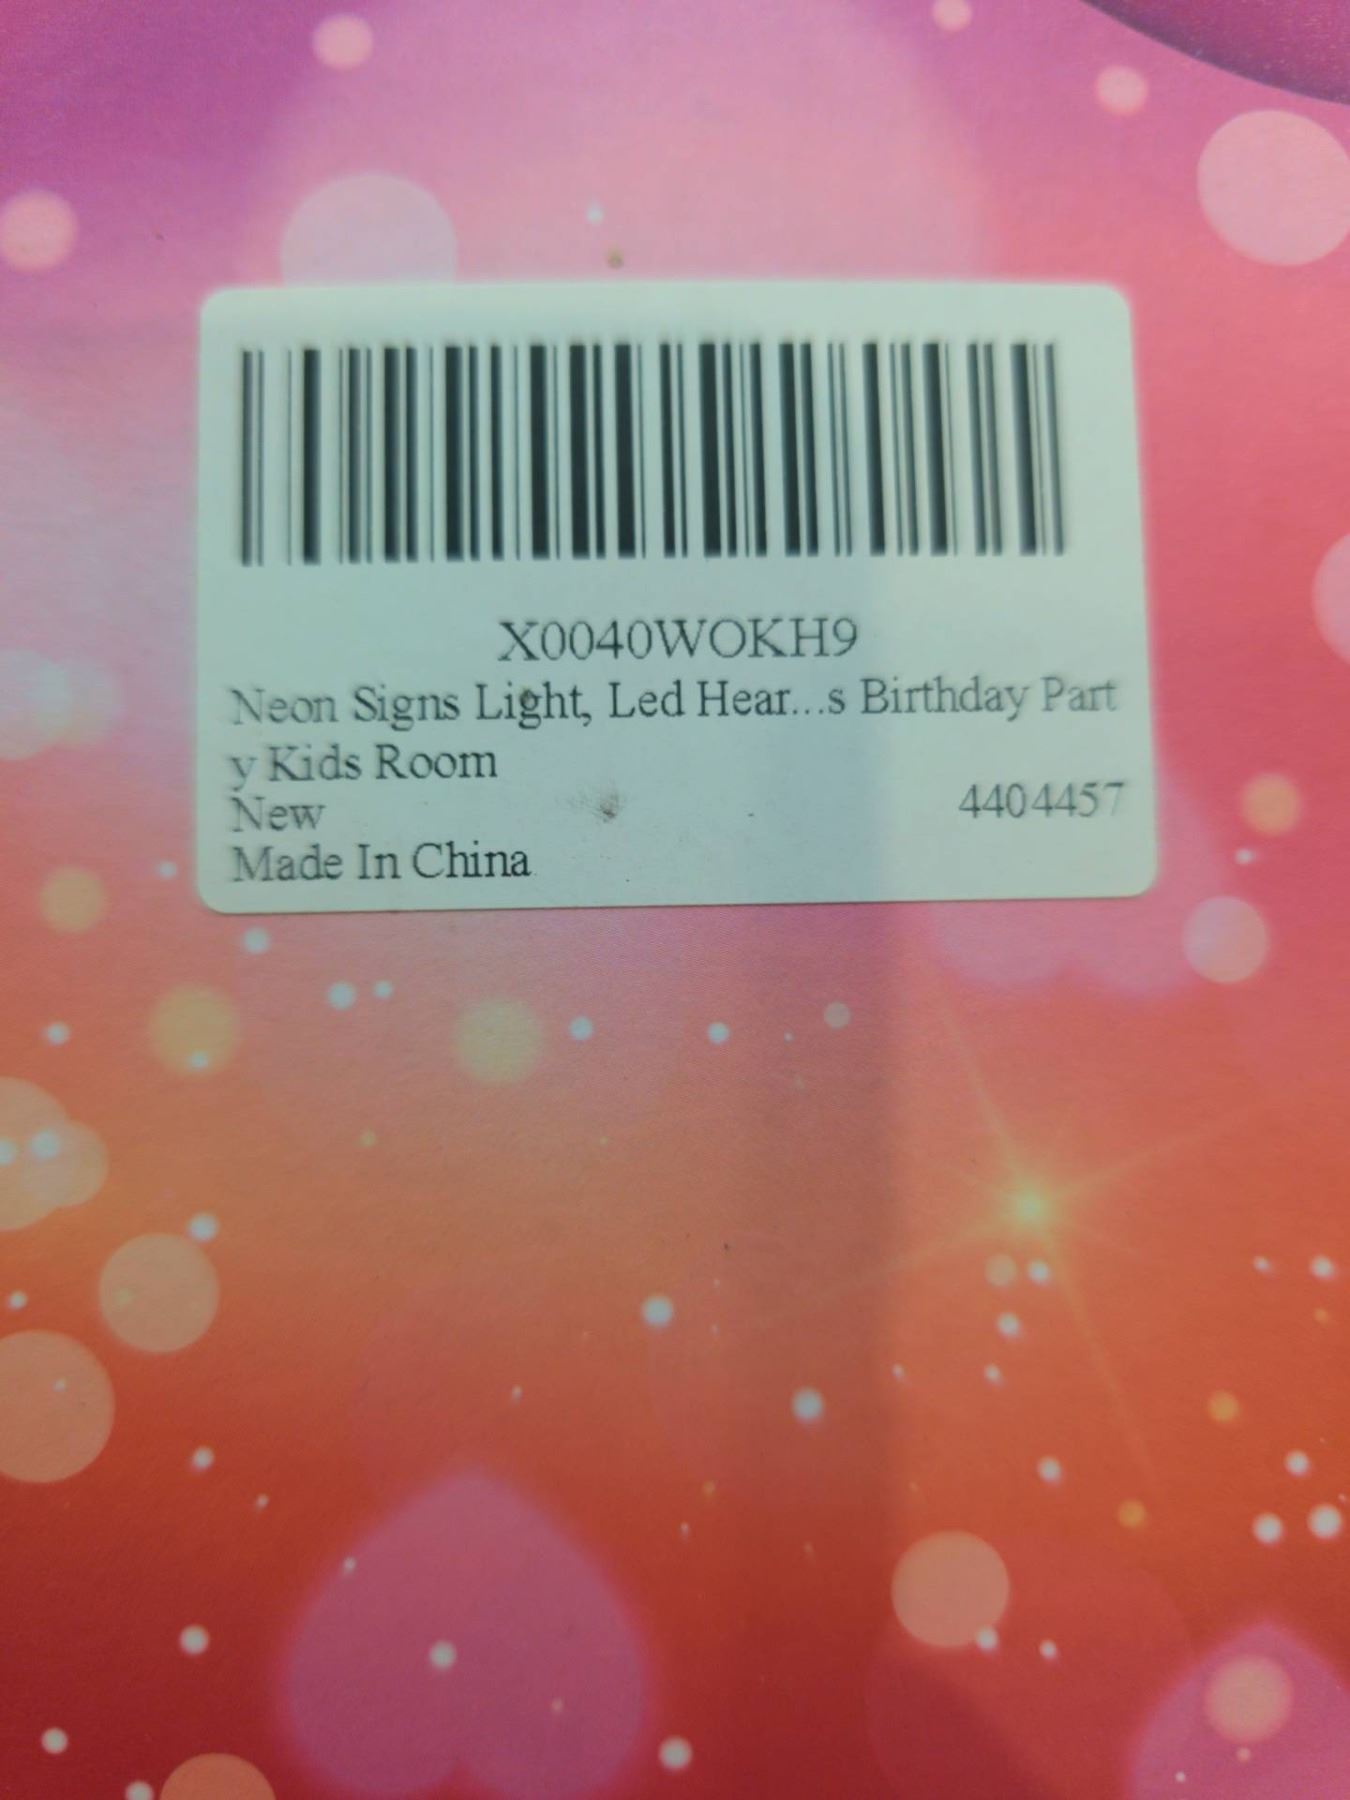 X0040WOKH9
Neon Signs Light, Led Hear...s Birthday Part
y Kids Room
New
4404457
Made In China